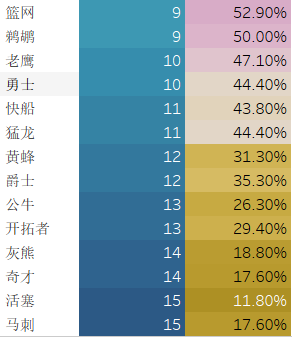 篮网 9 52.90%
鹈鹕 9 50.00%
老鹰 10 47.10%
勇士 10 44.40%
快船 11 43.80%
猛龙 11 44.40%
黄蜂 12 31.30%
爵士 12 35.30%
公牛 13 26.30%
开拓者 13 29.40%
灰熊 14 18.80%
奇才 14 17.60%
活塞 15 11.80%
马刺 15 17.60%